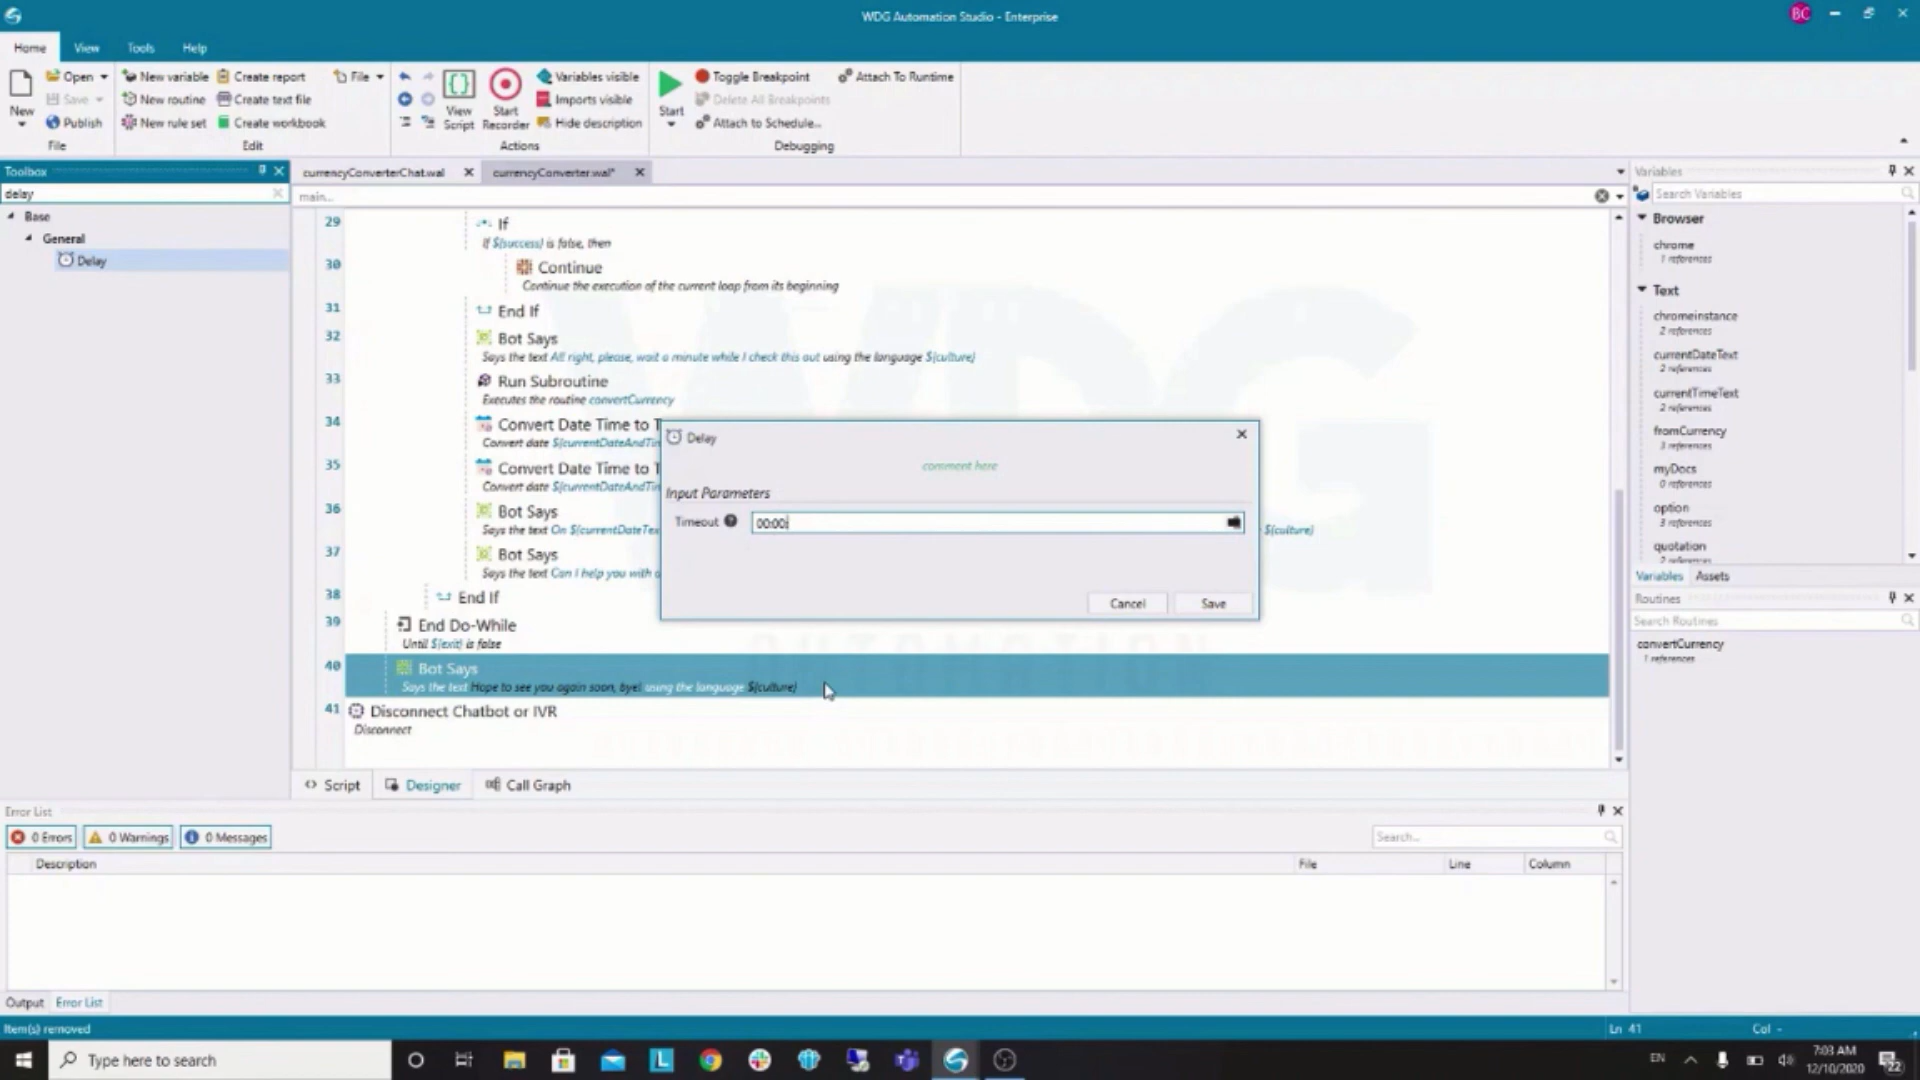 WDG Automation Studio - Enterprise
BC
Home View Tools Help
New
Open
Save
Publish
File
New variable
New routine
New rule set
Create report
Create text file
Create workbook
File
Edit
View Script
Start Recorder
Variables visible
Imports visible
Hide description
Actions
Start
Toggle Breakpoint
Delete All Breakpoints
Attach to Schedule...
Attach To Runtime
Debugging
Toolbox
delay
Base
General
Delay
currencyConverterChat.wal
currencyConverter.wal*
main...
29 If
If ${success} is false, then
30 Continue
Continue the execution of the current loop from its beginning
31 End If
32 Bot Says
Says the text All right, please, wait a minute while I check this out using the language ${culture}
33 Run Subroutine
Executes the routine convertCurrency
34 Convert Date Time to T
Convert date ${currentDateAndTim
35 Convert Date Time to T
Convert date ${currentDateAndTim
36 Bot Says
Says the text On ${currentDateTex
${culture}
37 Bot Says
Says the text Can I help you with
38 End If
39 End Do-While
Until ${exit} is false
40 Bot Says
Says the text Hope to see you again soon, bye! using the language ${culture}
41 Disconnect Chatbot or IVR
Disconnect
Delay
comment here
Input Parameters
Timeout
00:00:
Cancel
Save
WDG
AUTOMATION
Script
Designer
Call Graph
Variables
Search Variables
Browser
chrome
1 references
Text
chromeinstance
2 references
currentDateText
2 references
currentTimeText
2 references
fromCurrency
3 references
myDocs
0 references
option
3 references
quotation
2 references
Variables Assets
Routines
Search Routines
convertCurrency
1 references
Error List
0 Errors
0 Warnings
0 Messages
Search...
Description File Line Column
Output Error List
Item(s) removed
Ln 41 Col -
Type here to search
EN
7:03 AM
12/10/2020
22